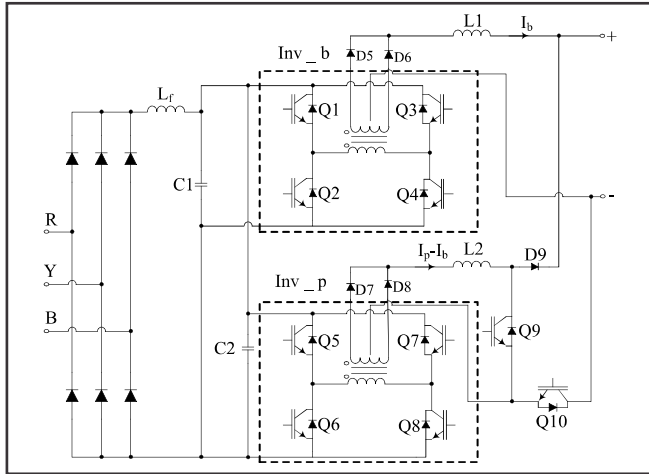 L1
I_b
+
D5
D6
Inv _ b
L_f
Q1
Q3
C1
Q2
Q4
-
R
I_p-I_b
L2
D9
Y
Inv _ p
D7
D8
B
Q5
Q7
Q9
C2
Q6
Q8
Q10